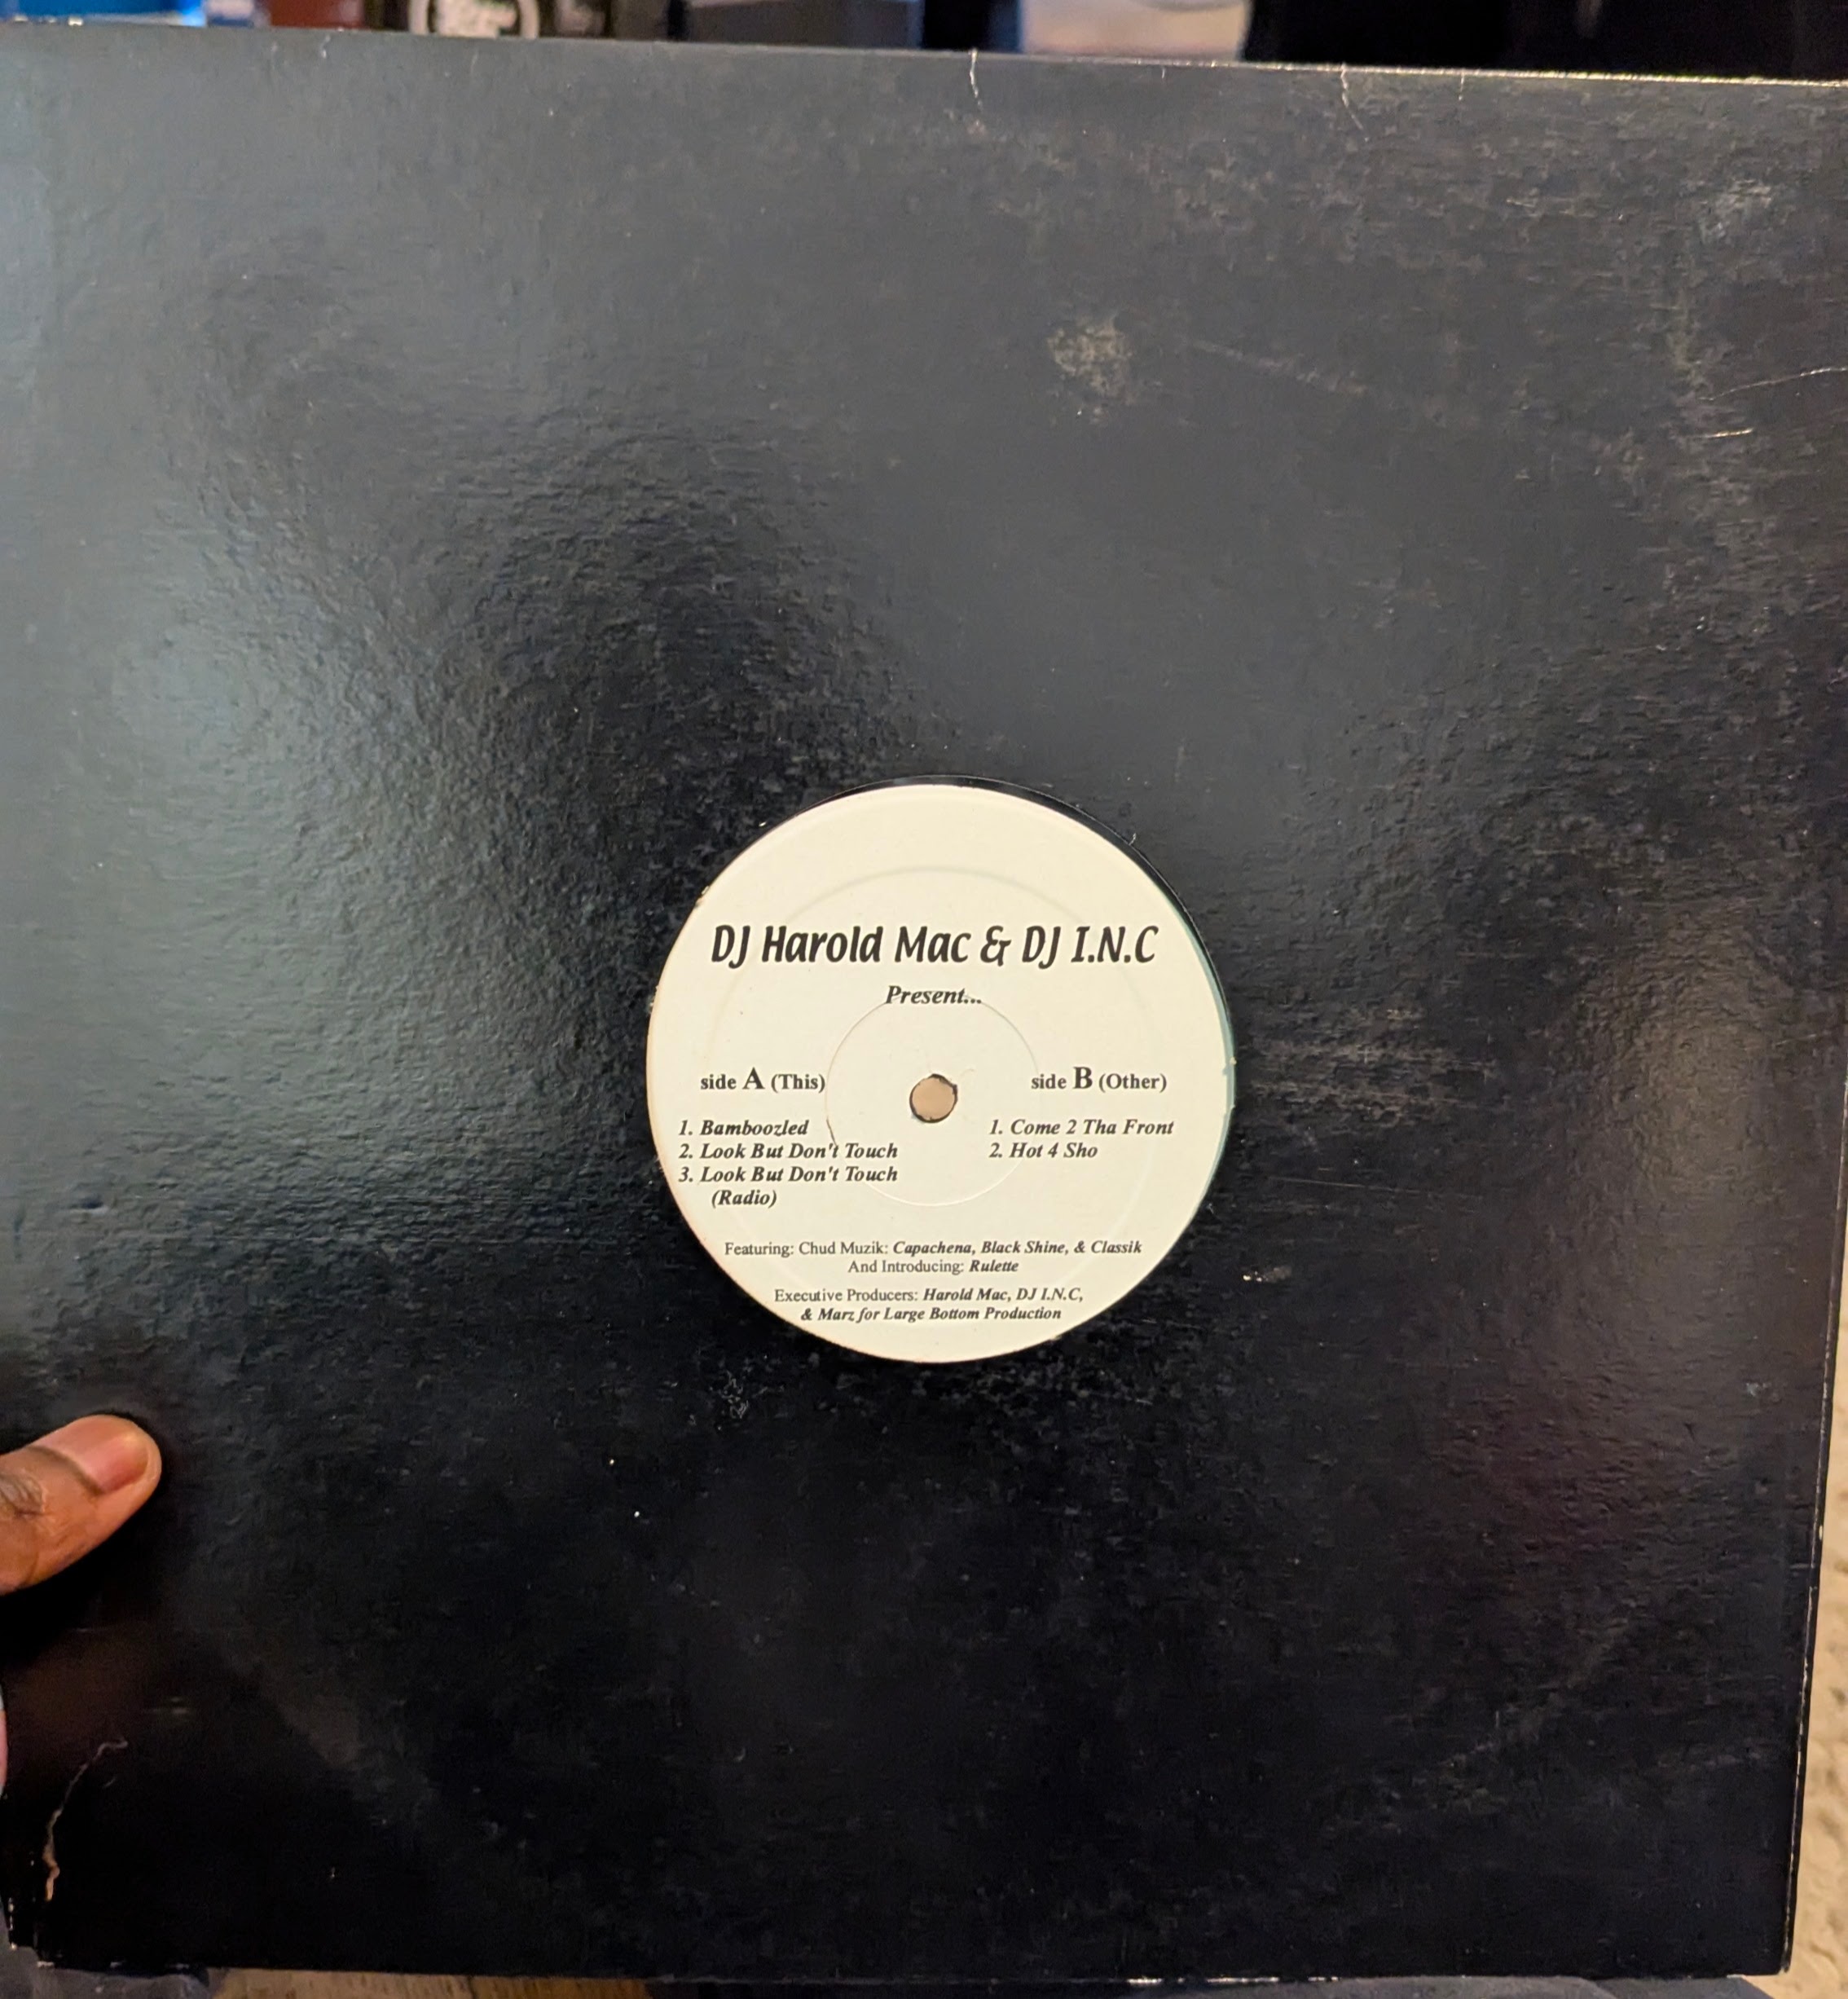 DJ Harold Mac & DJ I.N.C
Present...
side A (This)
side B (Other)
1. Bamboozled
2. Look But Don't Touch
3. Look But Don't Touch
(Radio)
1. Come 2 Tha Front
2. Hot 4 Sho
Featuring: Chud Muzik: Capachena, Black Shine, & Classik
And Introducing: Rulette
Executive Producers: Harold Mac, DJ I.N.C,
& Marz for Large Bottom Production